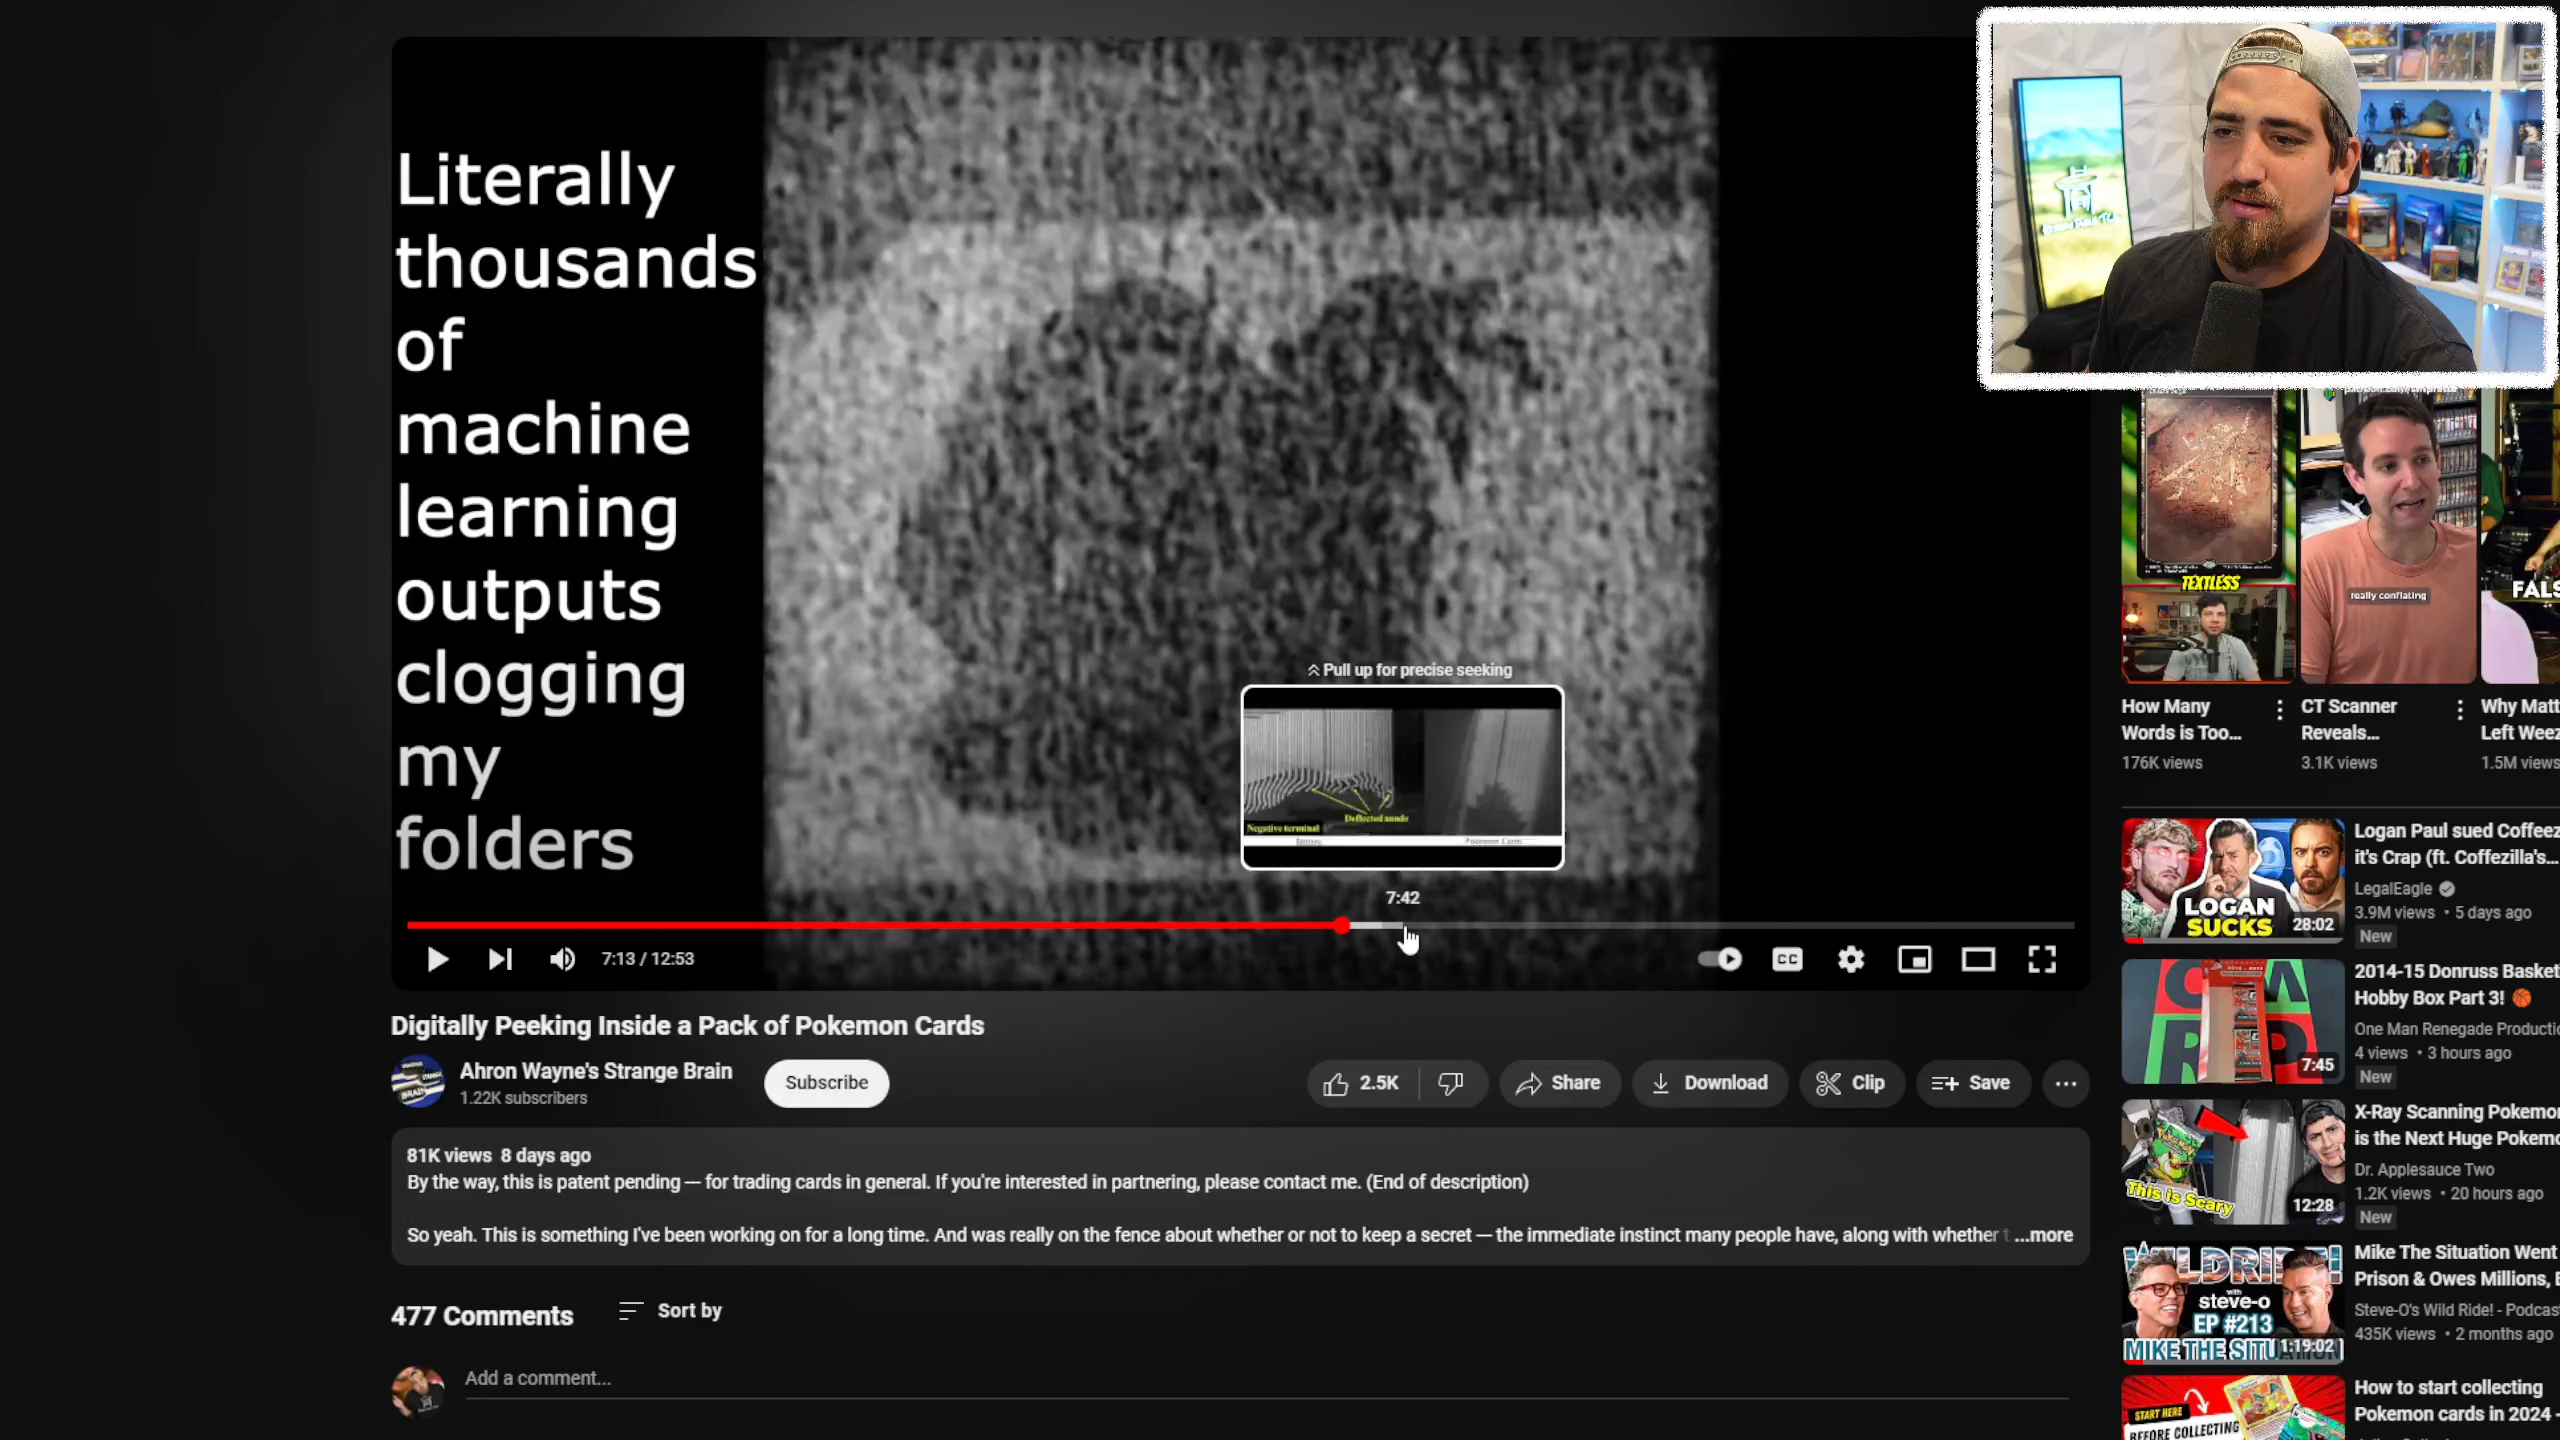 Literally
thousands
of
machine
learning
outputs
clogging
my
folders
Pull up for precise seeking
Negative terminal
Deflected anode
Battery
Pokemon Cards
7:42
7:13 / 12:53
CC
Digitally Peeking Inside a Pack of Pokemon Cards
Ahron Wayne's Strange Brain
1.22K subscribers
Subscribe
2.5K
Share
Download
Clip
Save
81K views 8 days ago
By the way, this is patent pending — for trading cards in general. If you're interested in partnering, please contact me. (End of description)
So yeah. This is something I've been working on for a long time. And was really on the fence about whether or not to keep a secret — the immediate instinct many people have, along with whether t ...more
477 Comments
Sort by
Add a comment...
TEXTLESS
really conflating
FALS
How Many
Words is Too...
176K views
CT Scanner
Reveals...
3.1K views
Why Matt
Left Weez
1.5M views
LOGAN
SUCKS
28:02
Logan Paul sued Coffeez
it's Crap (ft. Coffezilla's...
LegalEagle
3.9M views • 5 days ago
New
7:45
2014-15 Donruss Basket
Hobby Box Part 3!
One Man Renegade Productio
4 views • 3 hours ago
New
This is Scary
12:28
X-Ray Scanning Pokemon
is the Next Huge Pokemo
Dr. Applesauce Two
1.2K views • 20 hours ago
New
WILDRIDE!
with
steve-o
EP #213
MIKE THE SITUATION
1:19:02
Mike The Situation Went
Prison & Owes Millions, E
Steve-O's Wild Ride! - Podcas
435K views • 2 months ago
START HERE
BEFORE COLLECTING
How to start collecting
Pokemon cards in 2024 -